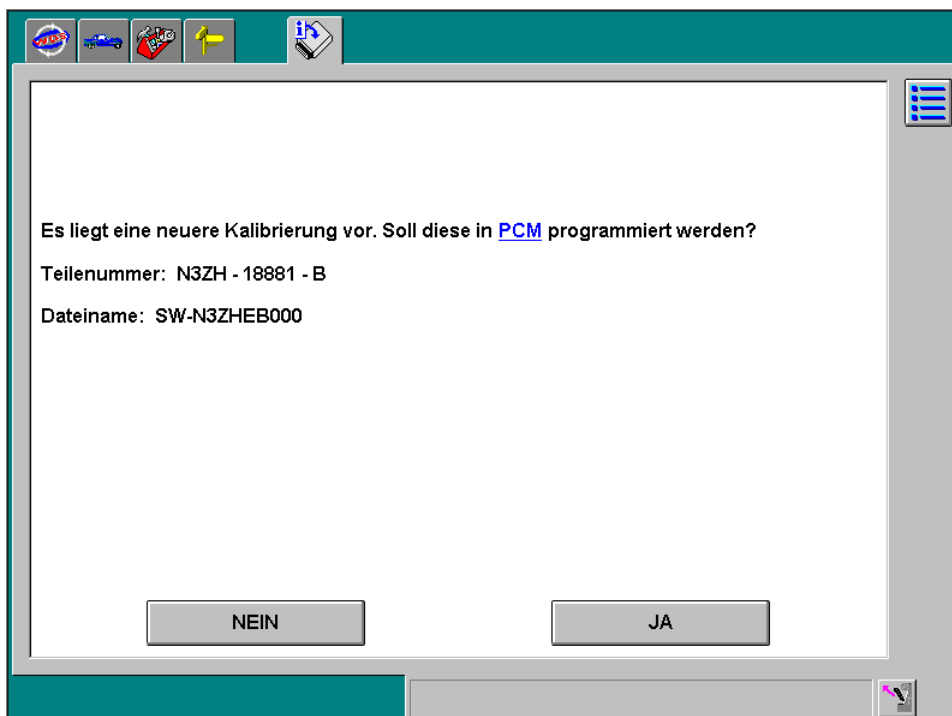 Es liegt eine neuere Kalibrierung vor. Soll diese in PCM programmiert werden?
Teilenummer: N3ZH - 18881 - B
Dateiname: SW-N3ZHEB000
NEIN
JA